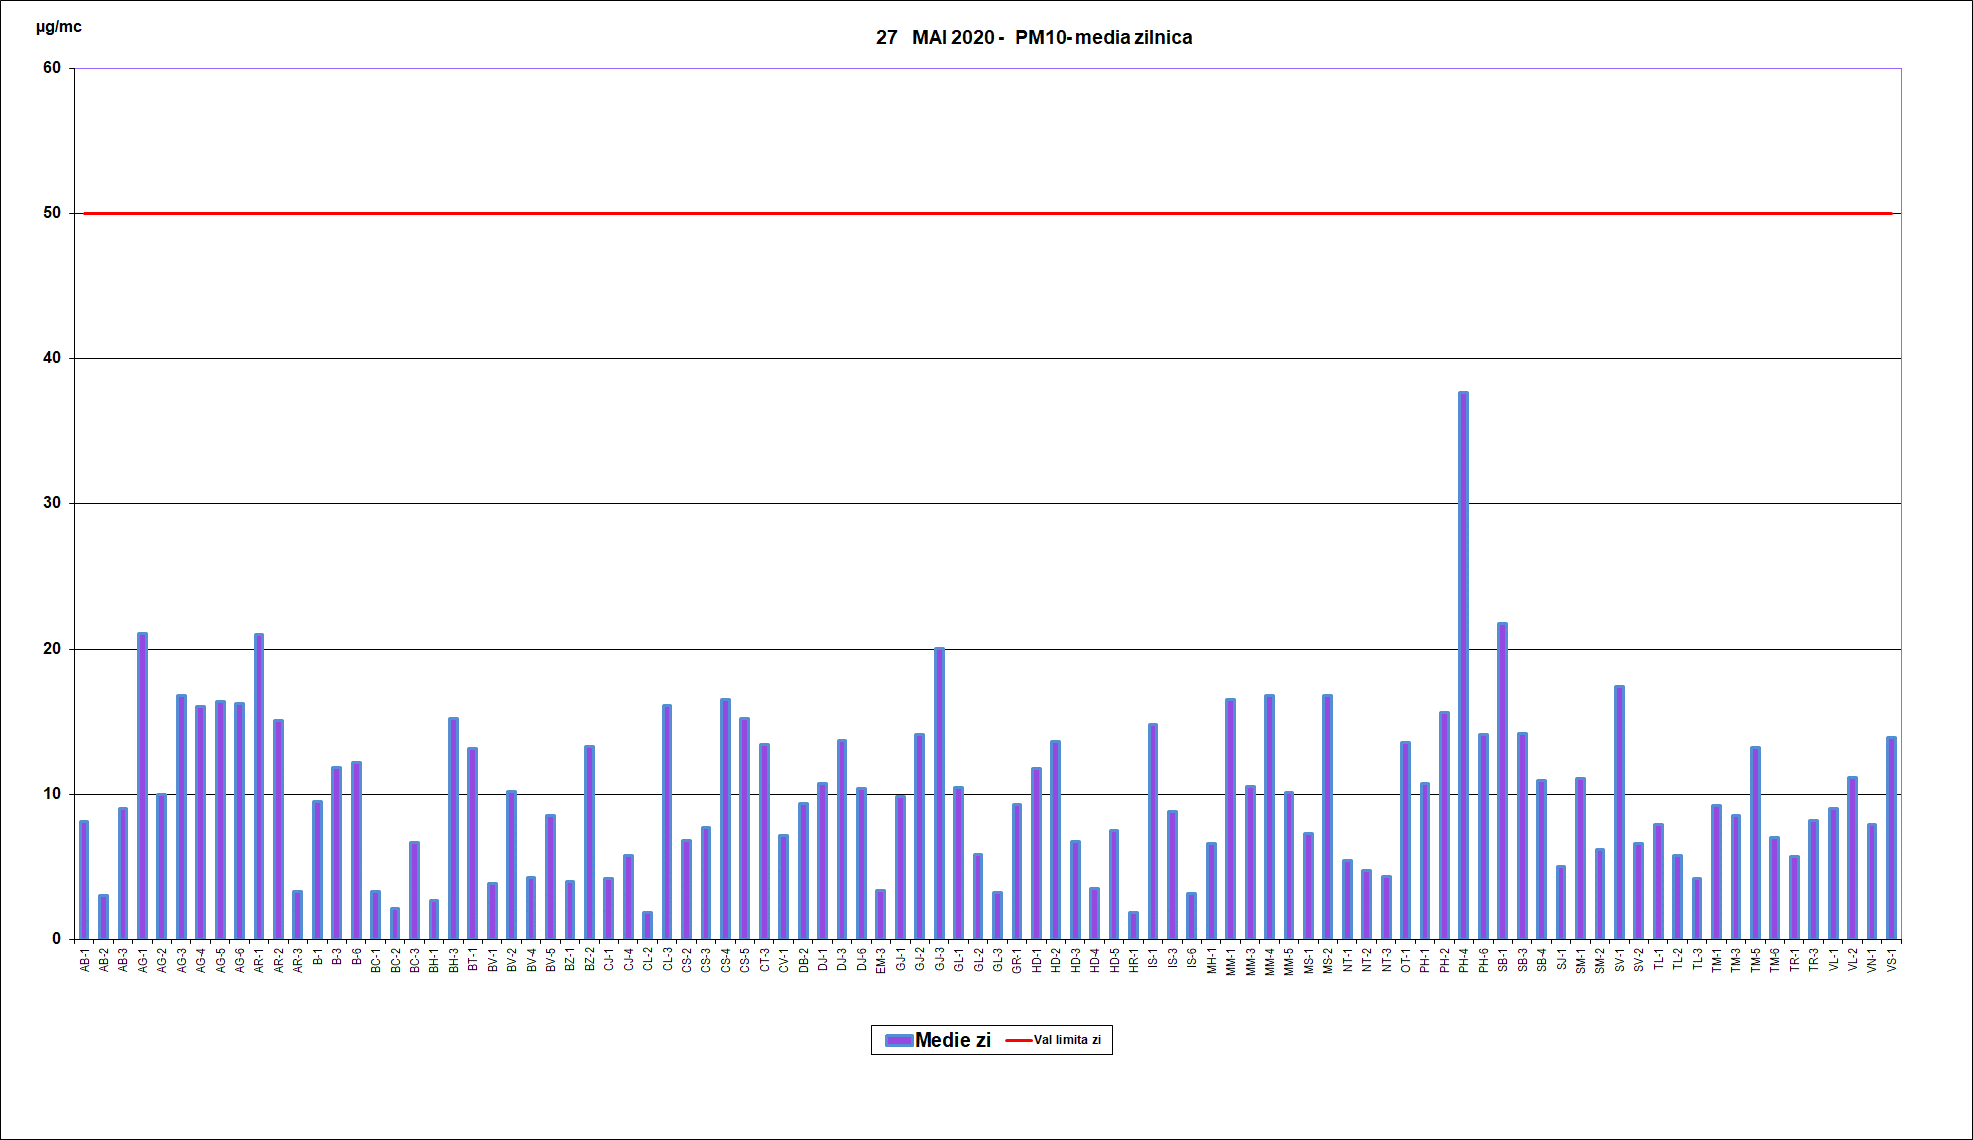 µg/mc
27 MAI 2020 - PM10- media zilnica
60
50
40
30
20
10
0
AB-1
AB-2
AB-3
AG-1
AG-2
AG-3
AG-4
AG-5
AG-6
AR-1
AR-2
AR-3
B-1
B-3
B-6
BC-1
BC-2
BC-3
BH-1
BH-3
BT-1
BV-1
BV-2
BV-4
BV-5
BZ-1
BZ-2
CJ-1
CJ-4
CL-2
CL-3
CS-2
CS-3
CS-4
CS-5
CT-3
CV-1
DB-2
DJ-1
DJ-3
DJ-6
EM-3
GJ-1
GJ-2
GJ-3
GL-1
GL-2
GL-3
GR-1
HD-1
HD-2
HD-3
HD-4
HD-5
HR-1
IS-1
IS-3
IS-6
MH-1
MM-1
MM-3
MM-4
MM-5
MS-1
MS-2
NT-1
NT-2
NT-3
OT-1
PH-1
PH-2
PH-4
PH-6
SB-1
SB-3
SB-4
SJ-1
SM-1
SM-2
SV-1
SV-2
TL-1
TL-2
TL-3
TM-1
TM-3
TM-5
TM-6
TR-1
TR-3
VL-1
VL-2
VN-1
VS-1
Medie zi
Val limita zi